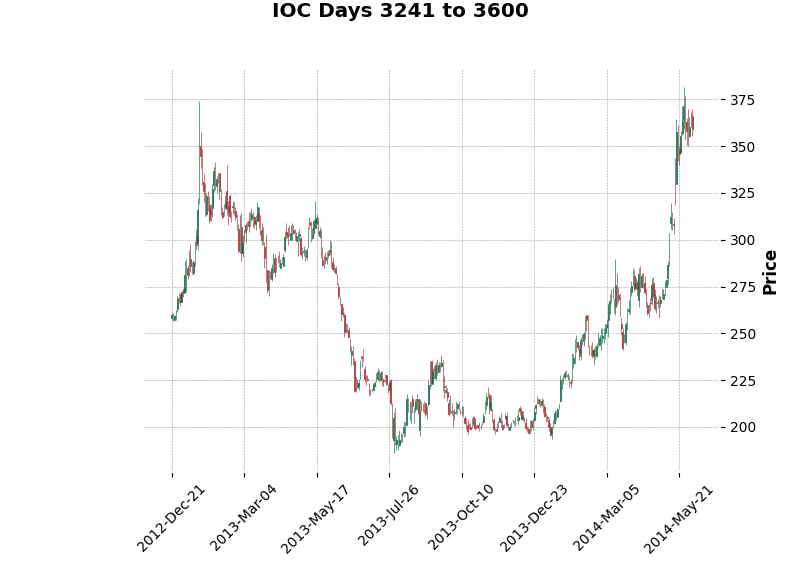 IOC Days 3241 to 3600
375
350
325
300
275
250
225
200
Price
2012-Dec-21
2013-Mar-04
2013-May-17
2013-Jul-26
2013-Oct-10
2013-Dec-23
2014-Mar-05
2014-May-21